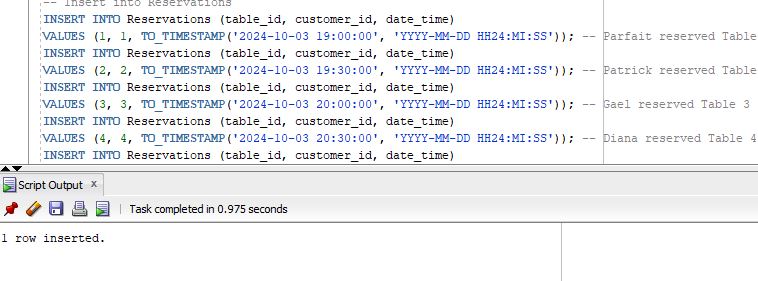 -- Insert into Reservations
INSERT INTO Reservations (table_id, customer_id, date_time)
VALUES (1, 1, TO_TIMESTAMP('2024-10-03 19:00:00', 'YYYY-MM-DD HH24:MI:SS')); -- Parfait reserved Table
INSERT INTO Reservations (table_id, customer_id, date_time)
VALUES (2, 2, TO_TIMESTAMP('2024-10-03 19:30:00', 'YYYY-MM-DD HH24:MI:SS')); -- Patrick reserved Table
INSERT INTO Reservations (table_id, customer_id, date_time)
VALUES (3, 3, TO_TIMESTAMP('2024-10-03 20:00:00', 'YYYY-MM-DD HH24:MI:SS')); -- Gael reserved Table 3
INSERT INTO Reservations (table_id, customer_id, date_time)
VALUES (4, 4, TO_TIMESTAMP('2024-10-03 20:30:00', 'YYYY-MM-DD HH24:MI:SS')); -- Diana reserved Table 4
INSERT INTO Reservations (table_id, customer_id, date_time)
Script Output x
Task completed in 0.975 seconds
1 row inserted.